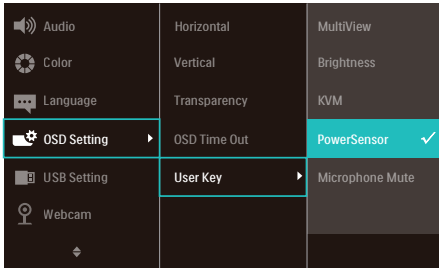 Audio
Color
Language
OSD Setting
USB Setting
Webcam
Horizontal
Vertical
Transparency
OSD Time Out
User Key
MultiView
Brightness
KVM
PowerSensor
Microphone Mute